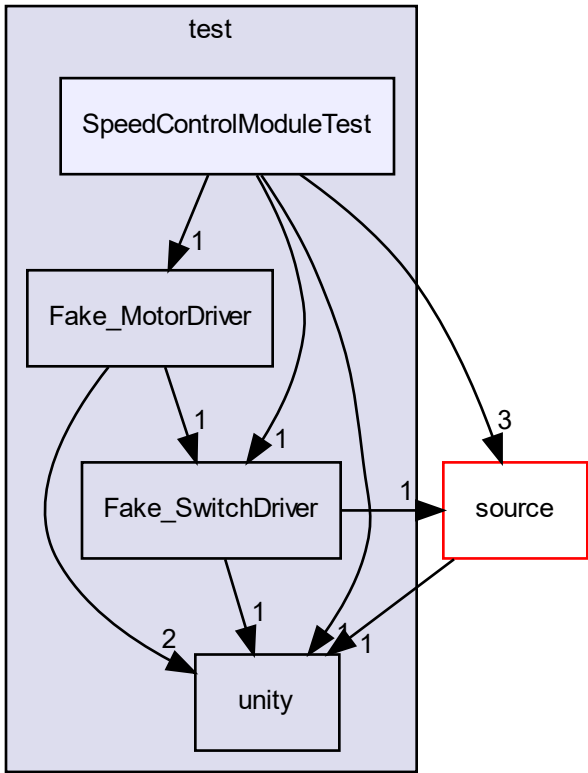 test
SpeedControlModuleTest
1
Fake_MotorDriver
1
1
3
Fake_SwitchDriver
1
source
2
1
1
1
unity